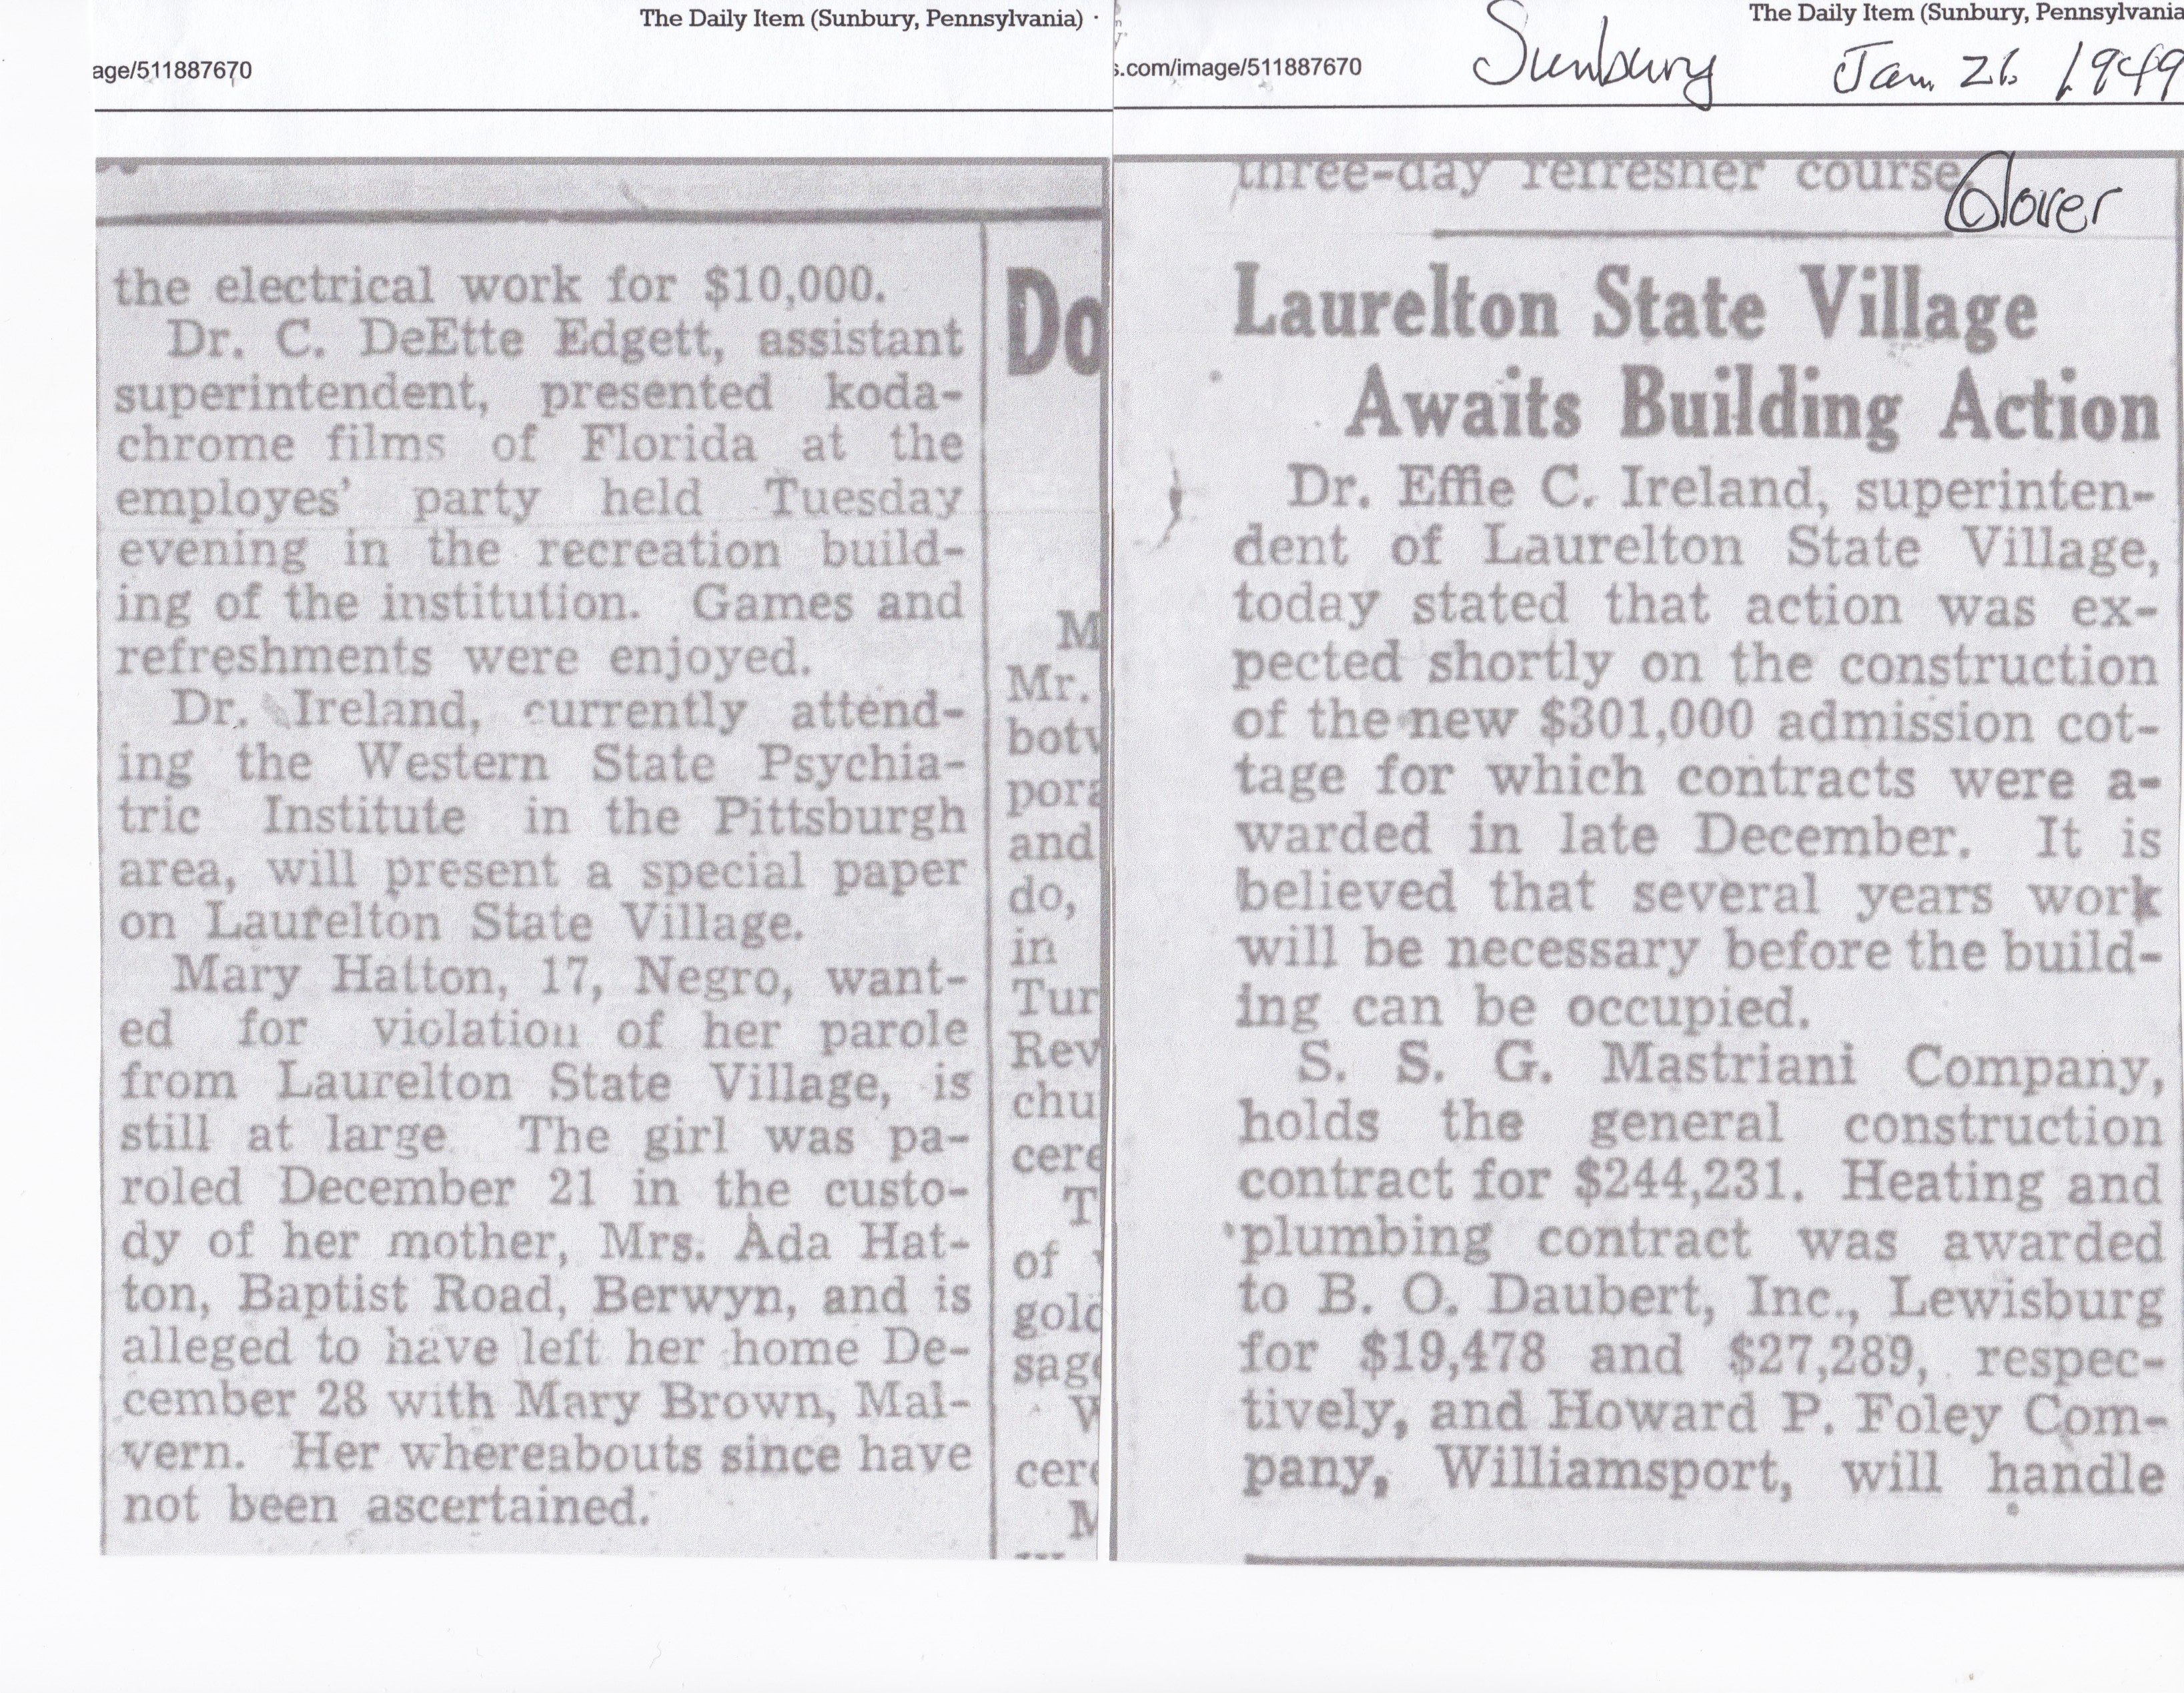 The Daily Item (Sunbury, Pennsylvania) ·
age/511887670
the electrical work for $10,000.
Dr. C. DeEtte Edgett, assistant
superintendent, presented koda-
chrome films of Florida at the
employes' party held Tuesday
evening in the recreation build-
ing of the institution. Games and
refreshments were enjoyed.
Dr. Ireland, currently attend-
ing the Western State Psychia-
tric Institute in the Pittsburgh
area, will present a special paper
on Laurelton State Village.
Mary Hatton, 17, Negro, want-
ed for violation of her parole
from Laurelton State Village, is
still at large. The girl was pa-
roled December 21 in the custo-
dy of her mother, Mrs. Ada Hat-
ton, Baptist Road, Berwyn, and is
alleged to have left her home De-
cember 28 with Mary Brown, Mal-
vern. Her whereabouts since have
not been ascertained.
Do
M
Mr.
botw
pora
and
do,
in
Tur
Rev
chu
cere
T
of
gold
sage
W
cere
M
The Daily Item (Sunbury, Pennsylvania
s.com/image/511887670
Sunbury Jan. 21 1949
three-day refresher course.
Glover
Laurelton State Village
Awaits Building Action
Dr. Effie C. Ireland, superinten-
dent of Laurelton State Village,
today stated that action was ex-
pected shortly on the construction
of the new $301,000 admission cot-
tage for which contracts were a-
warded in late December. It is
believed that several years work
will be necessary before the build-
ing can be occupied.
S. S. G. Mastriani Company,
holds the general construction
contract for $244,231. Heating and
plumbing contract was awarded
to B. O. Daubert, Inc., Lewisburg
for $19,478 and $27,289, respec-
tively, and Howard P. Foley Com-
pany, Williamsport, will handle